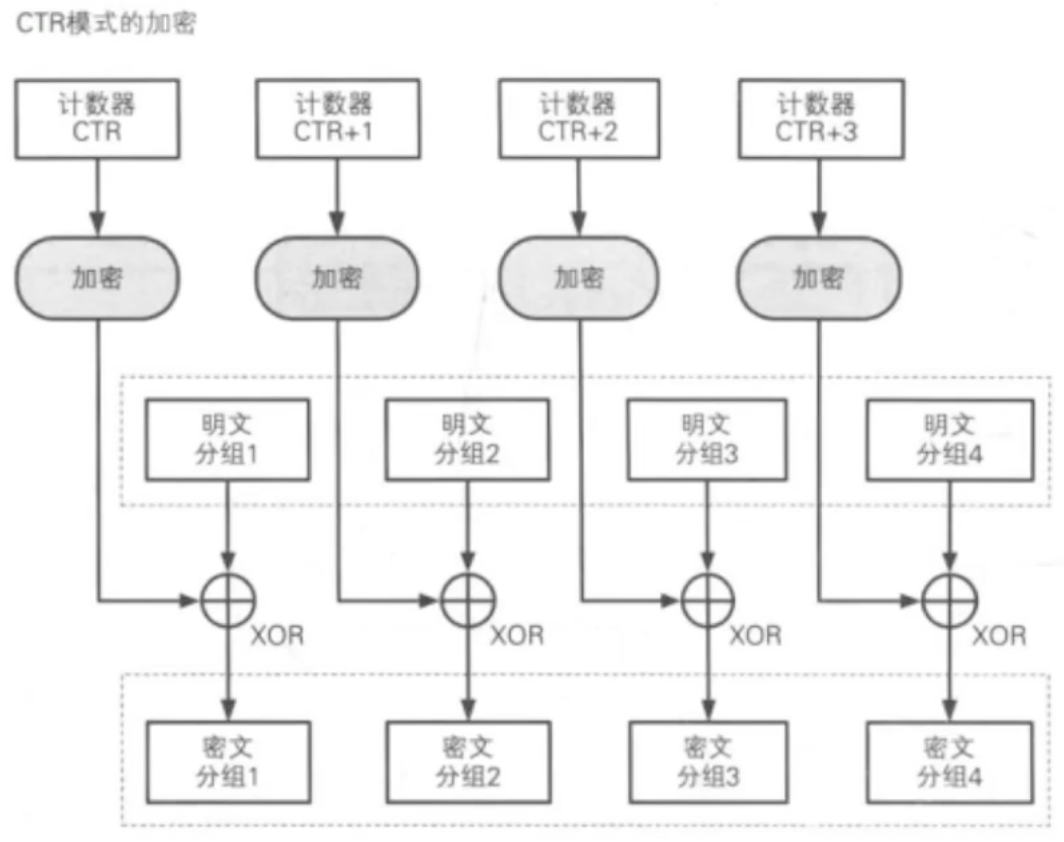 CTR模式的加密
计数器
CTR
计数器
CTR+1
计数器
CTR+2
计数器
CTR+3
加密
加密
加密
加密
明文
分组1
明文
分组2
明文
分组3
明文
分组4
XOR
XOR
XOR
XOR
密文
分组1
密文
分组2
密文
分组3
密文
分组4